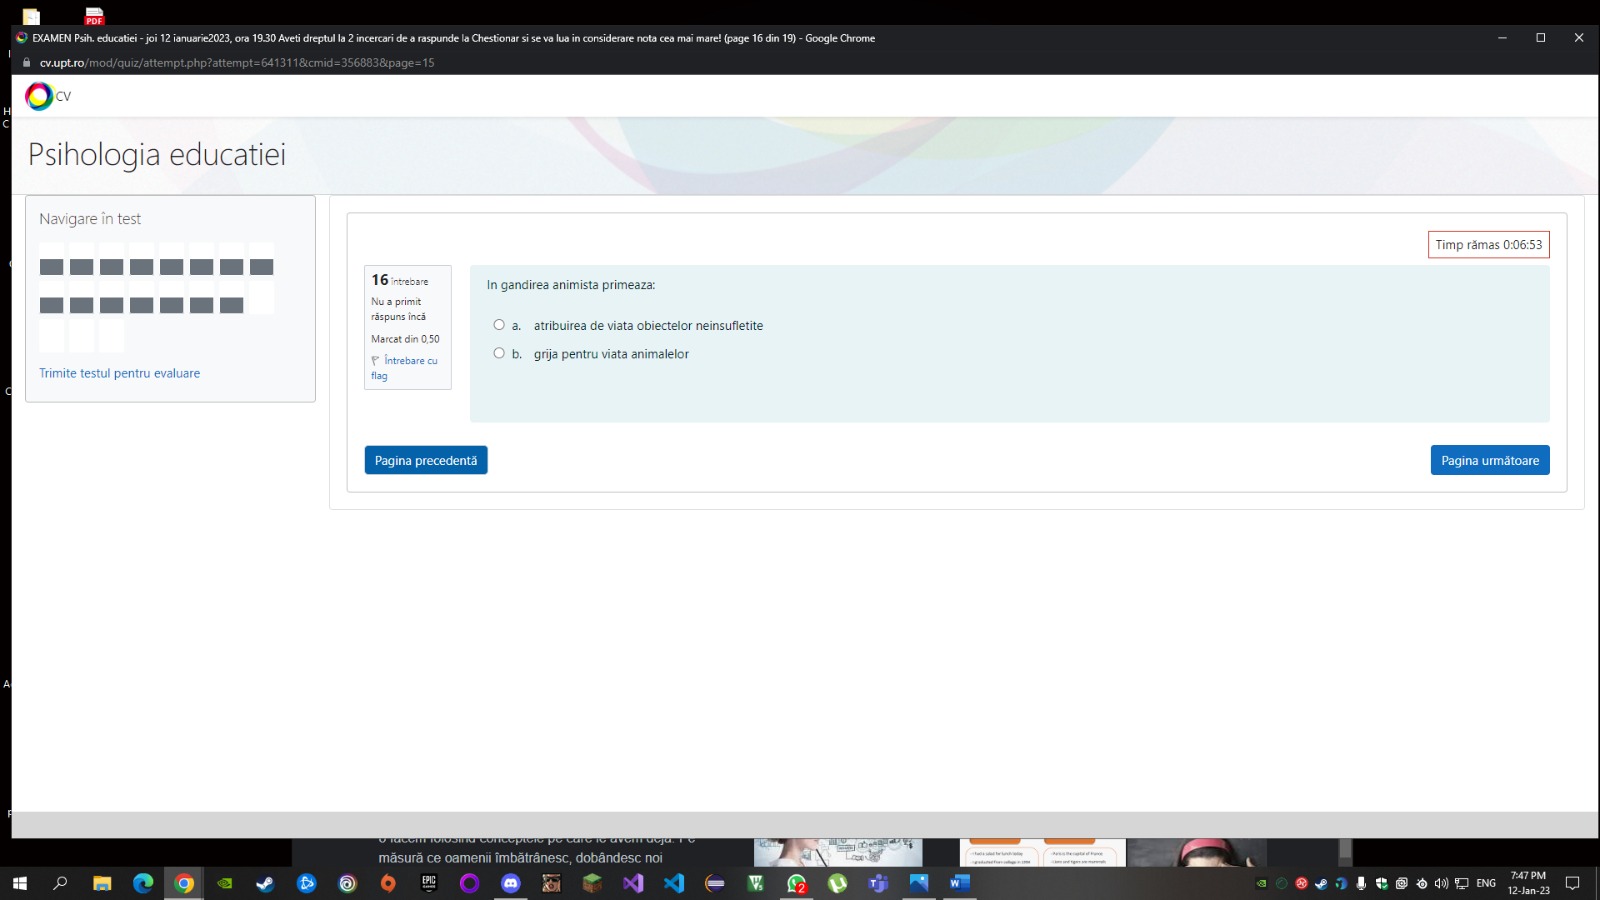 PDF
EXAMEN Psih. educatiei - joi 12 ianuarie2023, ora 19.30 Aveti dreptul la 2 incercari de a raspunde la Chestionar si se va lua in considerare nota cea mai mare! (page 16 din 19) - Google Chrome
cv.upt.ro/mod/quiz/attempt.php?attempt=641311&cmid=356883&page=15
CV
Psihologia educatiei
Navigare în test
Trimite testul pentru evaluare
Timp rămas 0:06:53
16 Întrebare
Nu a primit
răspuns încă
Marcat din 0,50
Întrebare cu
flag
In gandirea animista primeaza:
a. atribuirea de viata obiectelor neinsufletite
b. grija pentru viata animalelor
Pagina precedentă
Pagina următoare
măsură ce oamenii îmbătrânesc, dobândesc noi
EPIC
2
ENG
7:47 PM
12-Jan-23